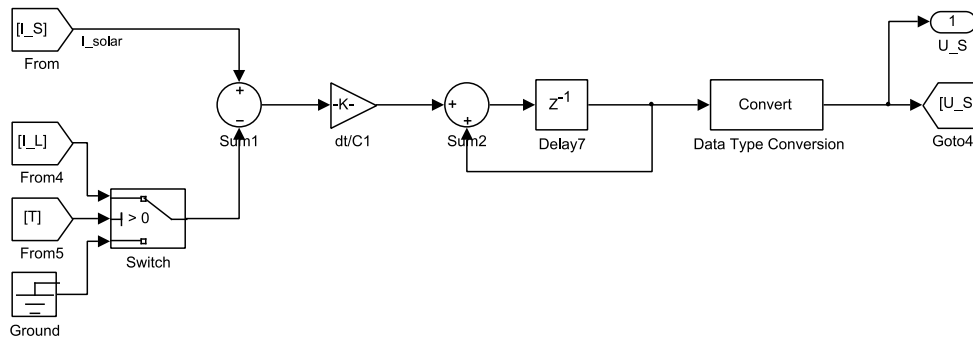 [I_S]
I_solar
From
1
U_S
+
−
Sum1
-K-
dt/C1
+
+
Sum2
Z-1
Delay7
Convert
Data Type Conversion
[U_S
Goto4
[I_L]
From4
[T]
From5
> 0
Switch
Ground